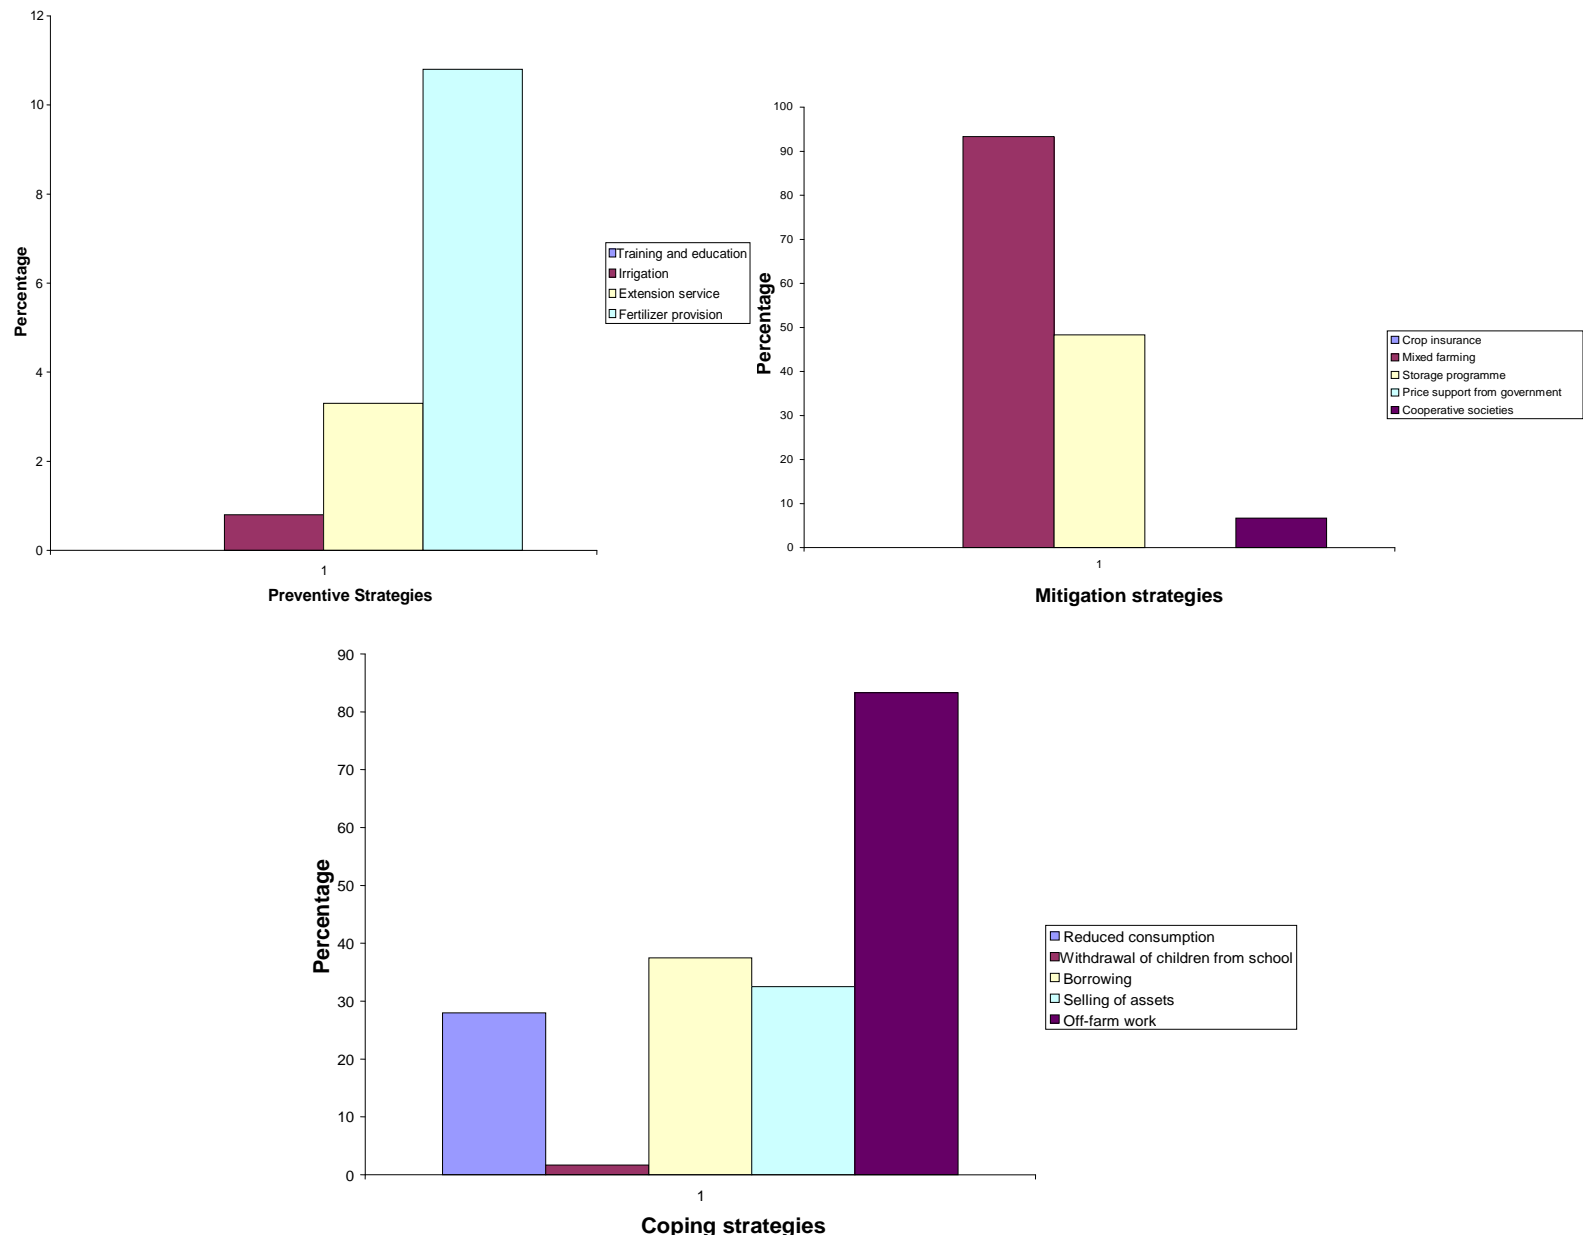 12
10
8
6
4
2
0
Percentage
1
Preventive Strategies
Training and education
Irrigation
Extension service
Fertilizer provision
100
90
80
70
60
50
40
30
20
10
0
Percentage
1
Mitigation strategies
Crop insurance
Mixed farming
Storage programme
Price support from government
Cooperative societies
90
80
70
60
50
40
30
20
10
0
Percentage
1
Coping strategies
Reduced consumption
Withdrawal of children from school
Borrowing
Selling of assets
Off-farm work